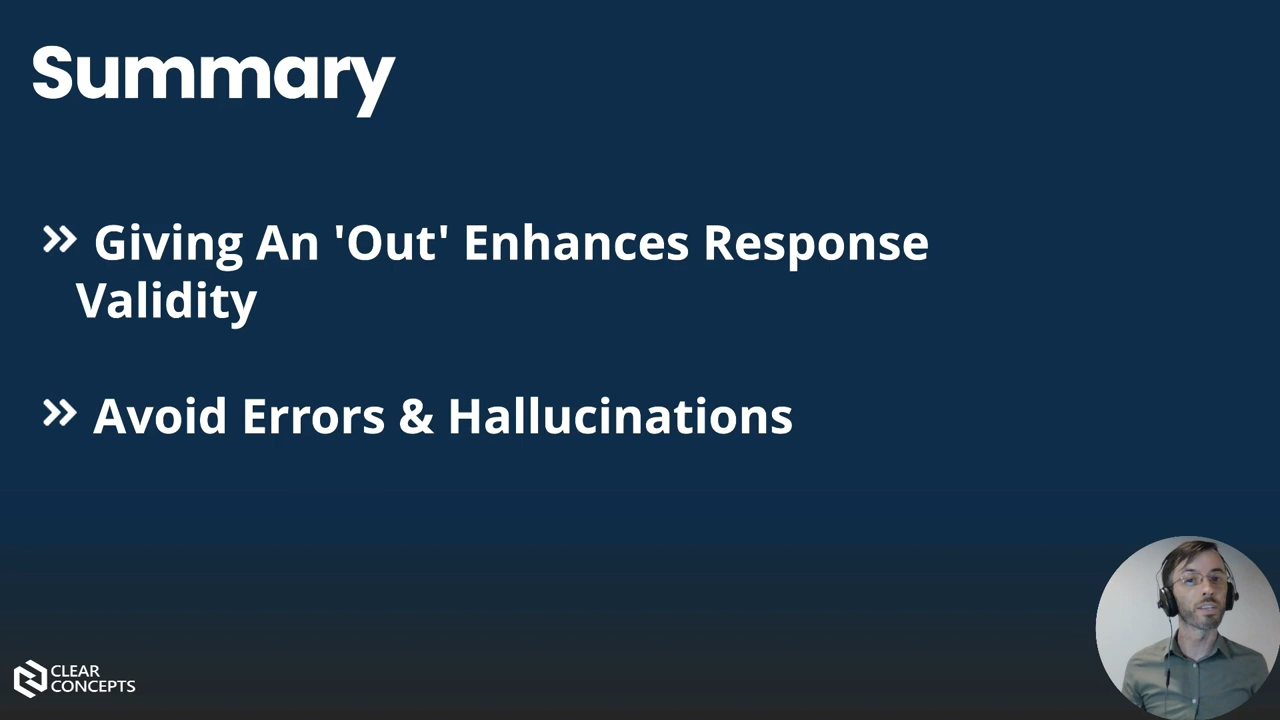 Summary
» Giving An 'Out' Enhances Response
Validity
» Avoid Errors & Hallucinations
CLEAR
CONCEPTS